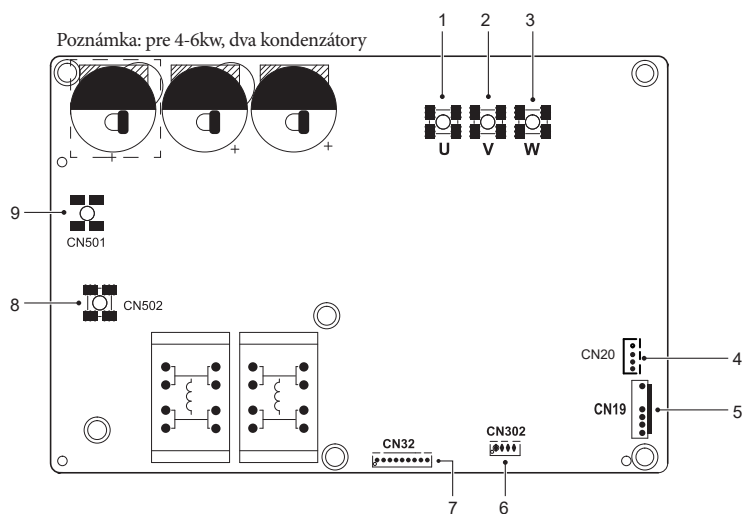 1 2 3
Poznámka: pre 4-6kw, dva kondenzátory
+ + +
U V W
9
CN501
8 CN502
CN20 4
CN19 5
CN32 CN302
7 6